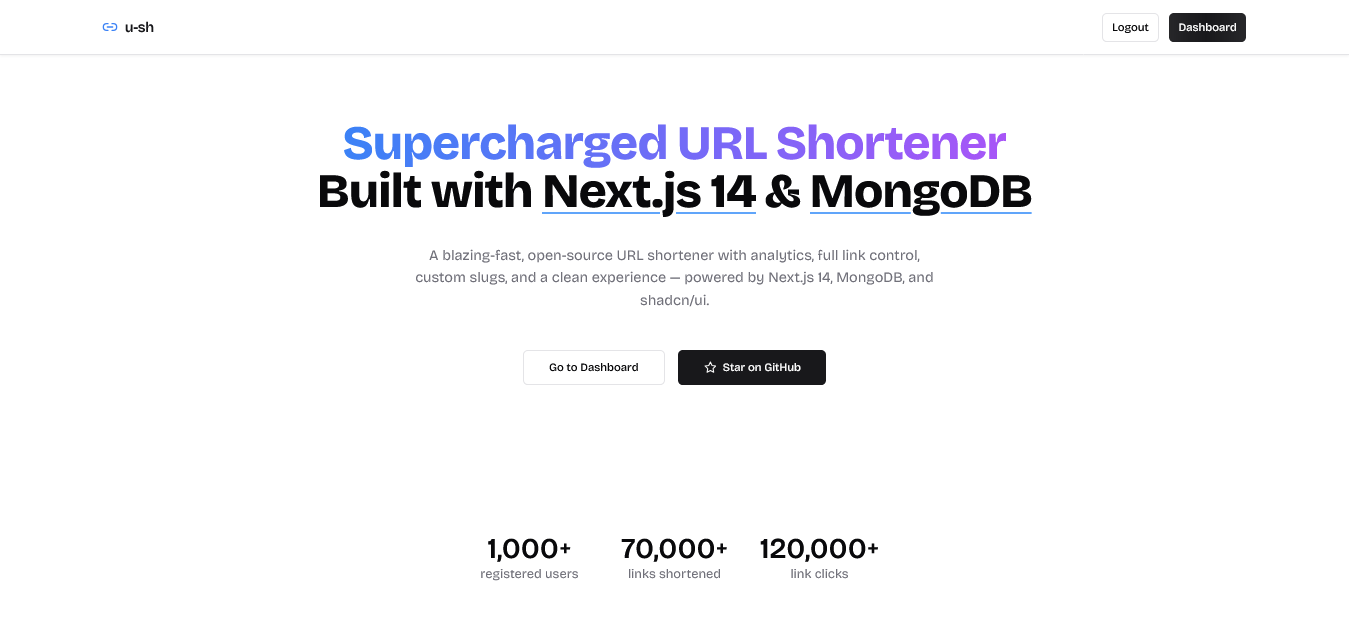 u-sh
Logout
Dashboard
Supercharged URL Shortener
Built with Next.js 14 & MongoDB
A blazing-fast, open-source URL shortener with analytics, full link control,
custom slugs, and a clean experience — powered by Next.js 14, MongoDB, and
shadcn/ui.
Go to Dashboard
Star on GitHub
1,000+
registered users
70,000+
links shortened
120,000+
link clicks